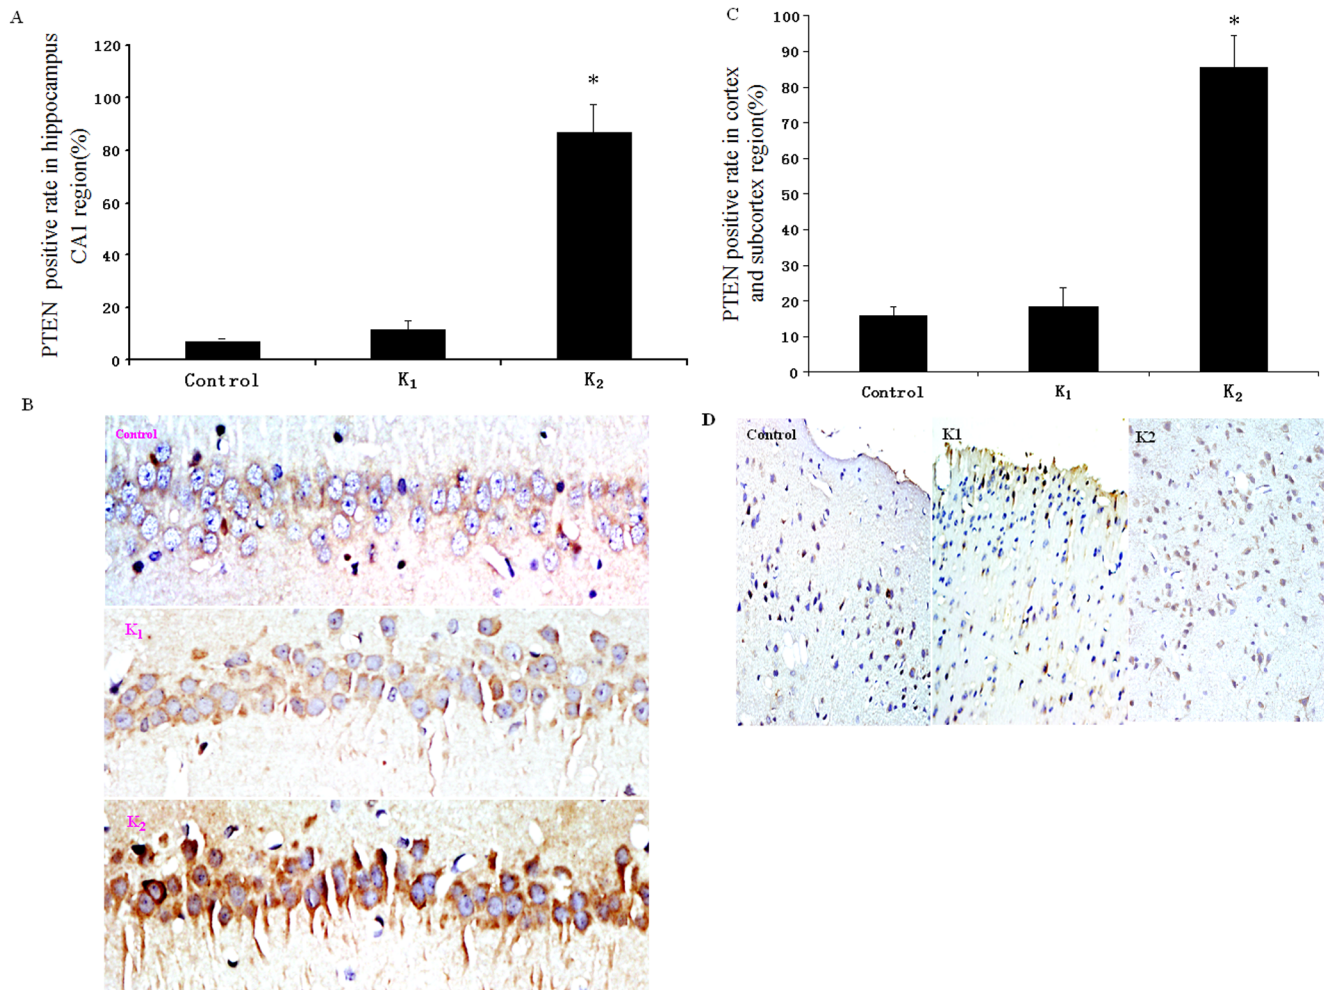 A
PTEN positive rate in hippocampus
CA1 region(%)
120
100
80
60
40
20
0
*
Control
K1
K2
B
Control
K1
K2
C
PTEN positive rate in cortex
and subcortex region(%)
100
90
80
70
60
50
40
30
20
10
0
*
Control
K1
K2
D
Control
K1
K2